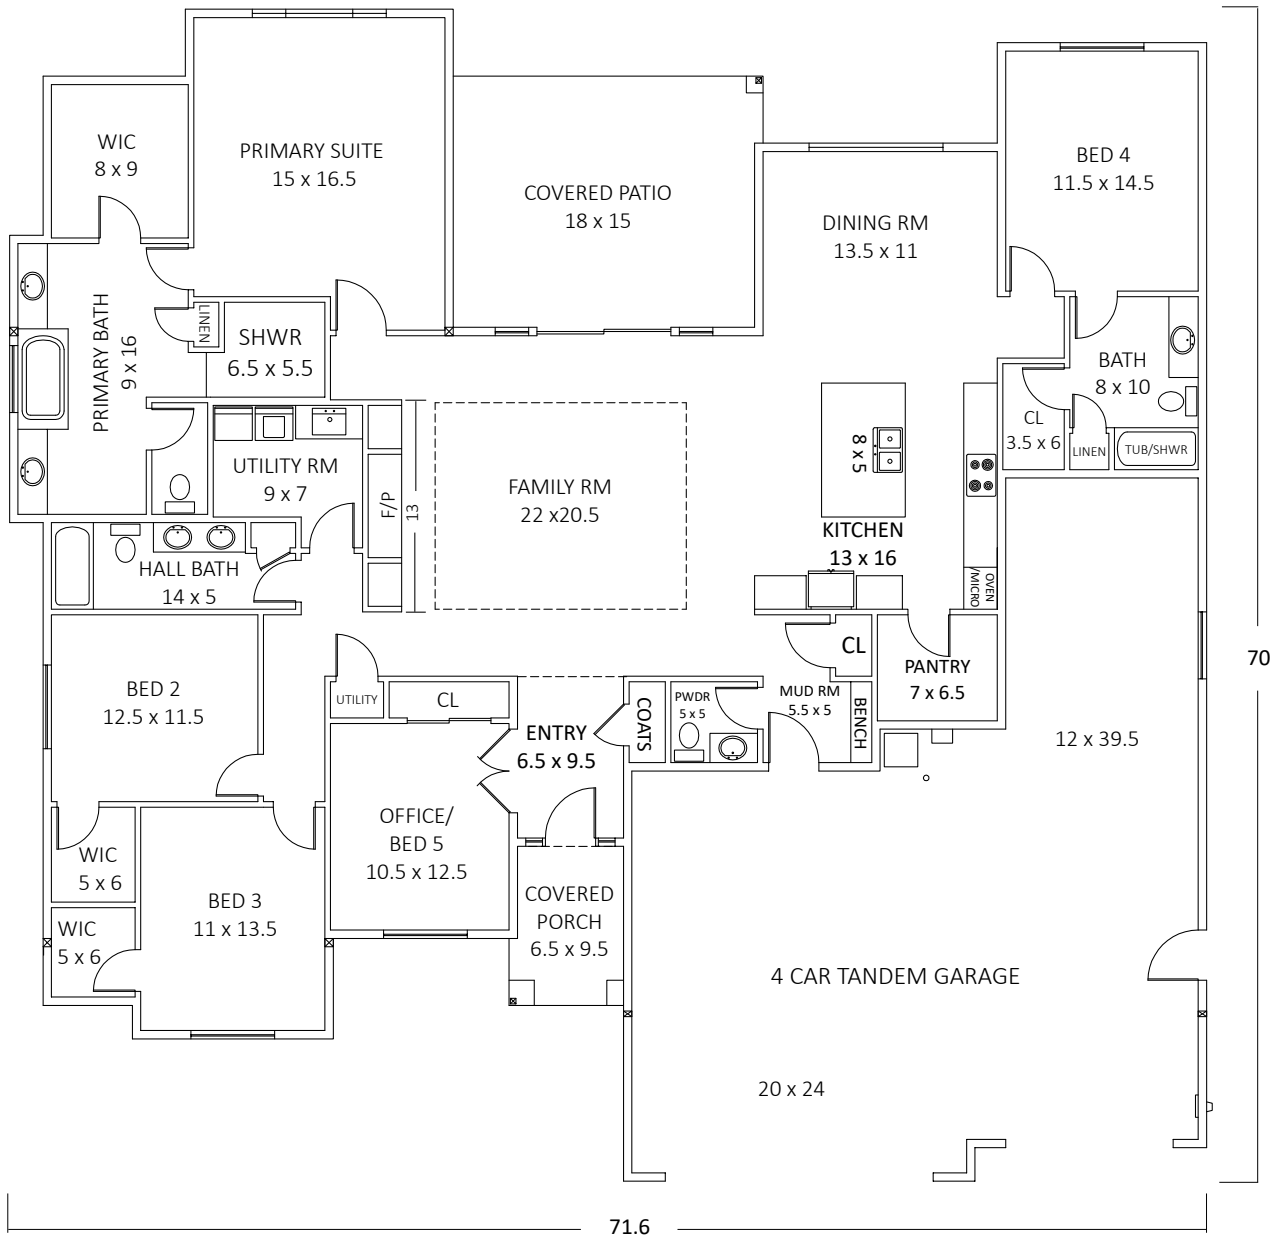 WIC
8 x 9
PRIMARY SUITE
15 x 16.5
COVERED PATIO
18 x 15
DINING RM
13.5 x 11
BED 4
11.5 x 14.5
PRIMARY BATH
9 x 16
LINEN
SHWR
6.5 x 5.5
BATH
8 x 10
CL
3.5 x 6
LINEN
TUB/SHWR
UTILITY RM
9 x 7
F/P
13
FAMILY RM
22 x20.5
8 x 5
KITCHEN
13 x 16
OVEN
/MICRO
HALL BATH
14 x 5
BED 2
12.5 x 11.5
UTILITY
CL
ENTRY
6.5 x 9.5
COATS
PWDR
5 x 5
MUD RM
5.5 x 5
BENCH
CL
PANTRY
7 x 6.5
12 x 39.5
70
OFFICE/
BED 5
10.5 x 12.5
WIC
5 x 6
WIC
5 x 6
BED 3
11 x 13.5
COVERED
PORCH
6.5 x 9.5
4 CAR TANDEM GARAGE
20 x 24
71.6